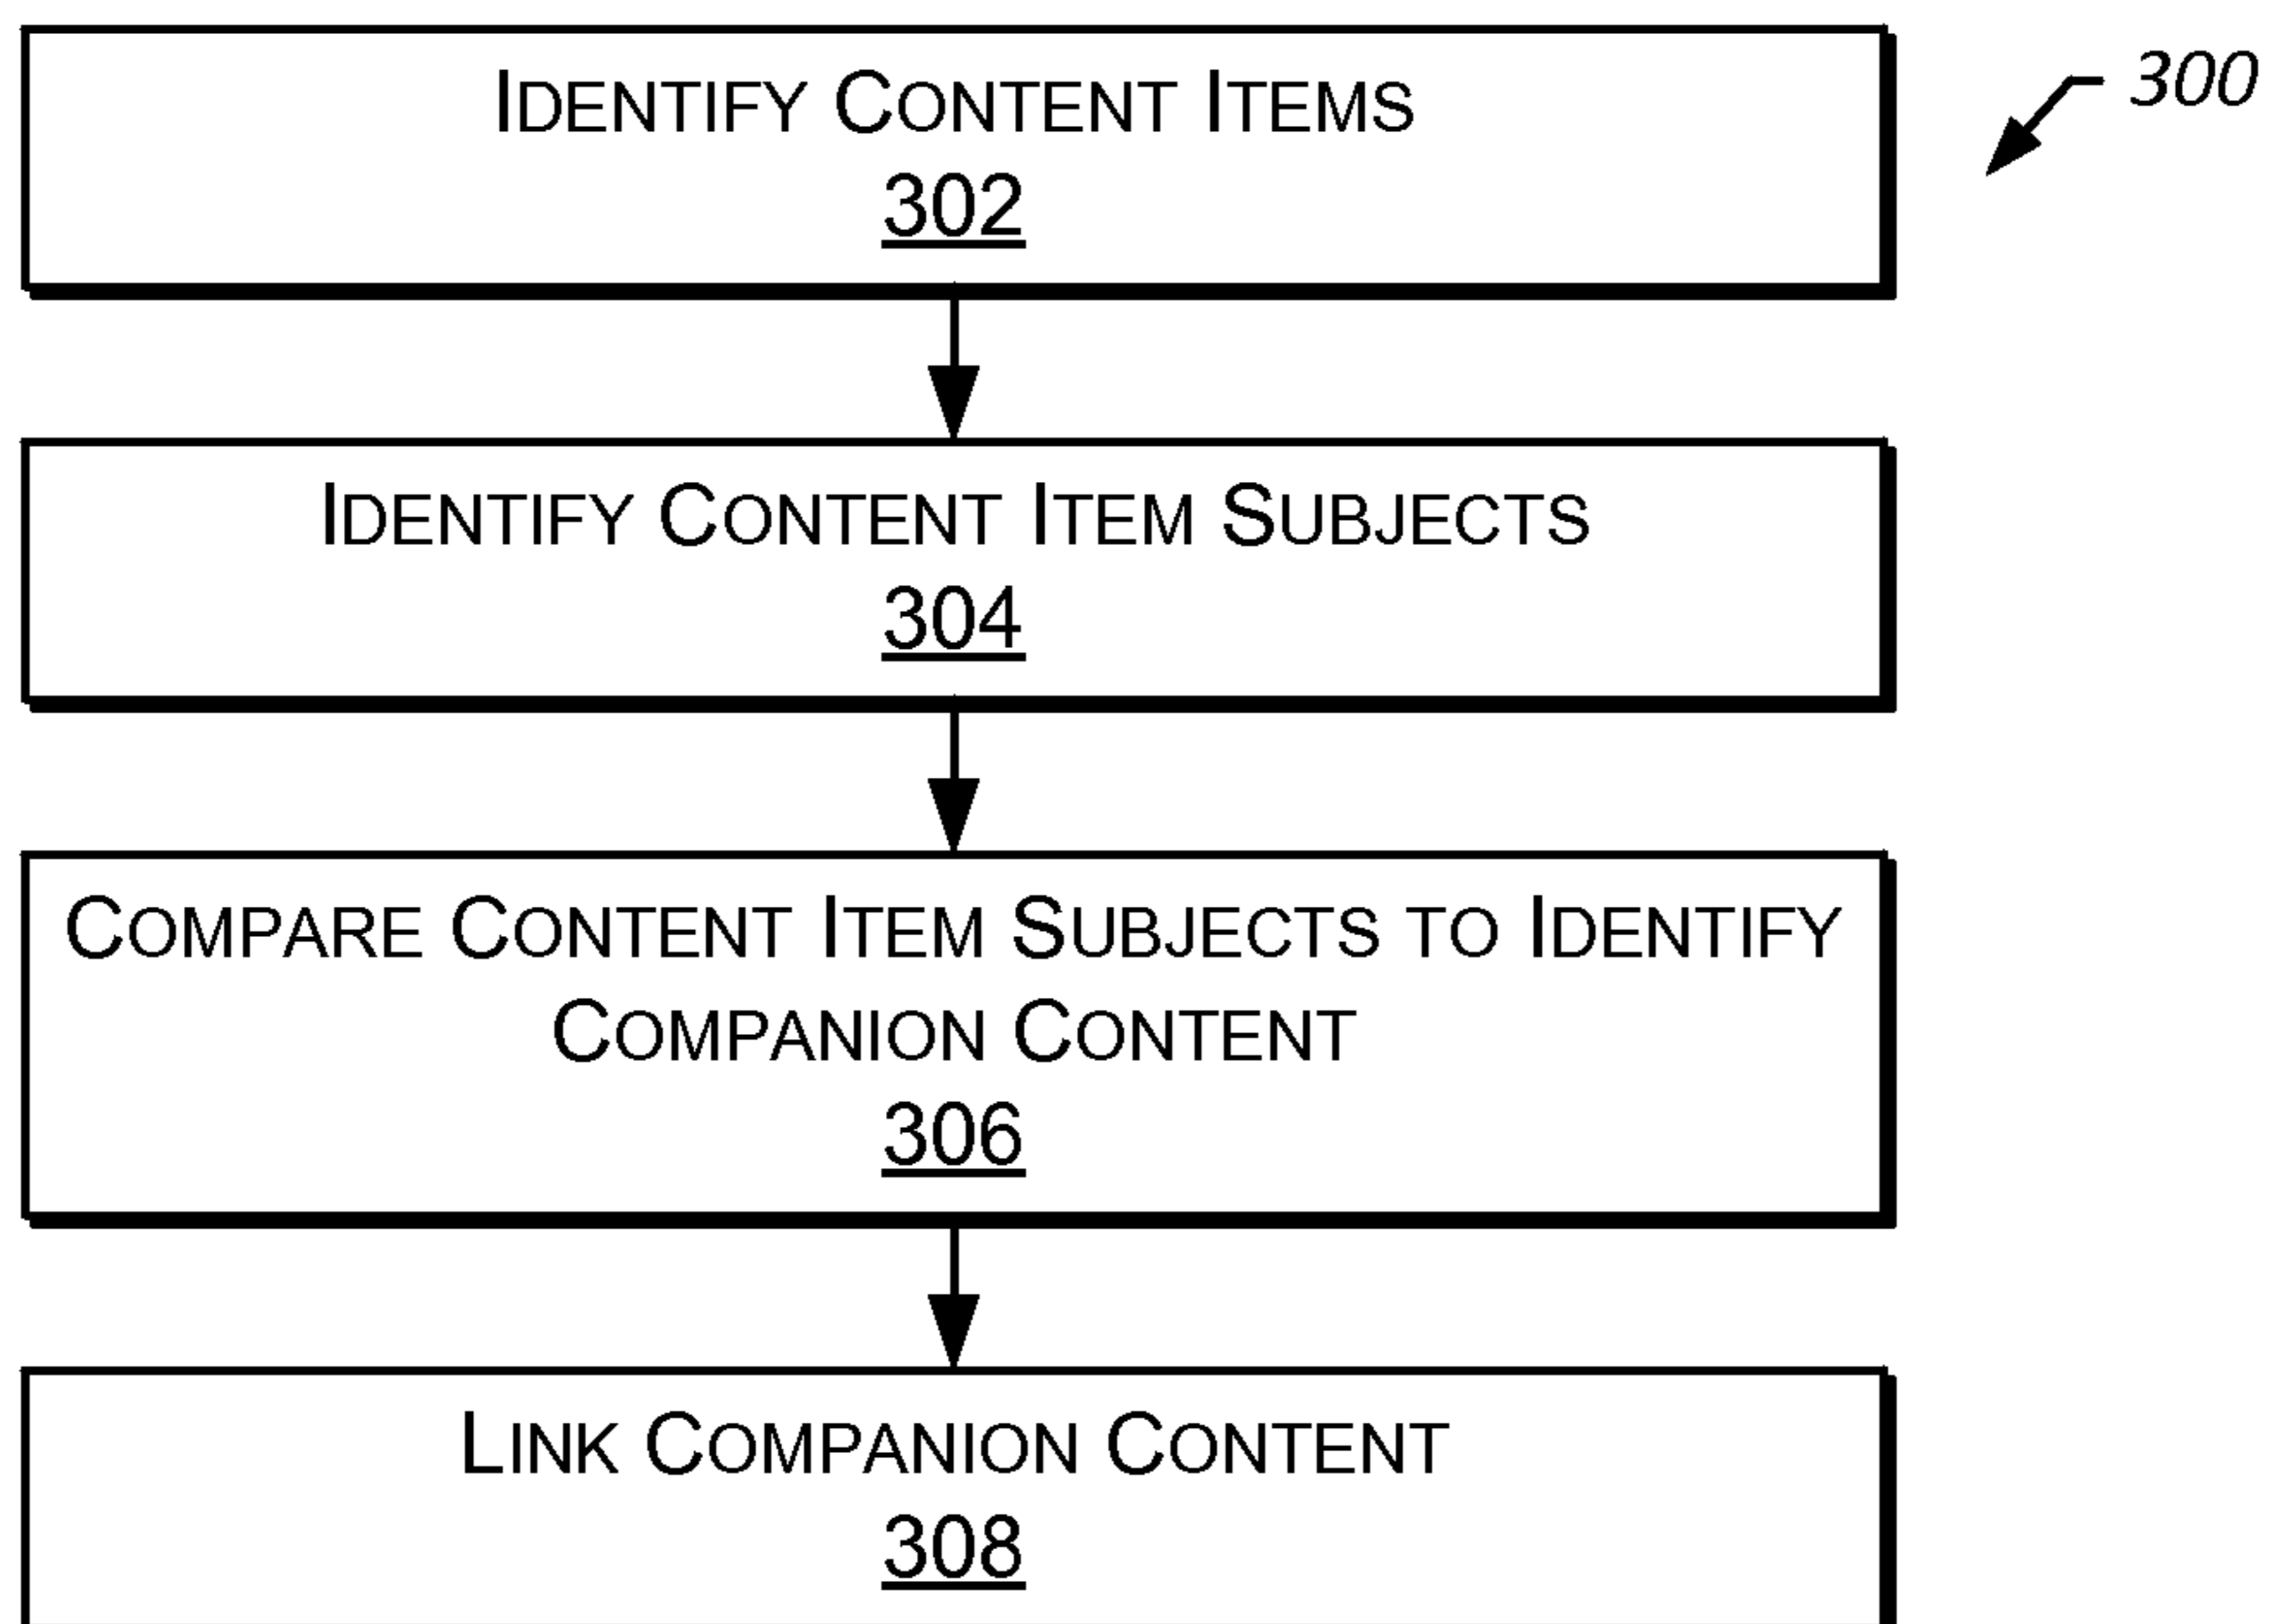 IDENTIFY CONTENT ITEMS
302
300
IDENTIFY CONTENT ITEM SUBJECTS
304
COMPARE CONTENT ITEM SUBJECTS TO IDENTIFY
COMPANION CONTENT
306
LINK COMPANION CONTENT
308